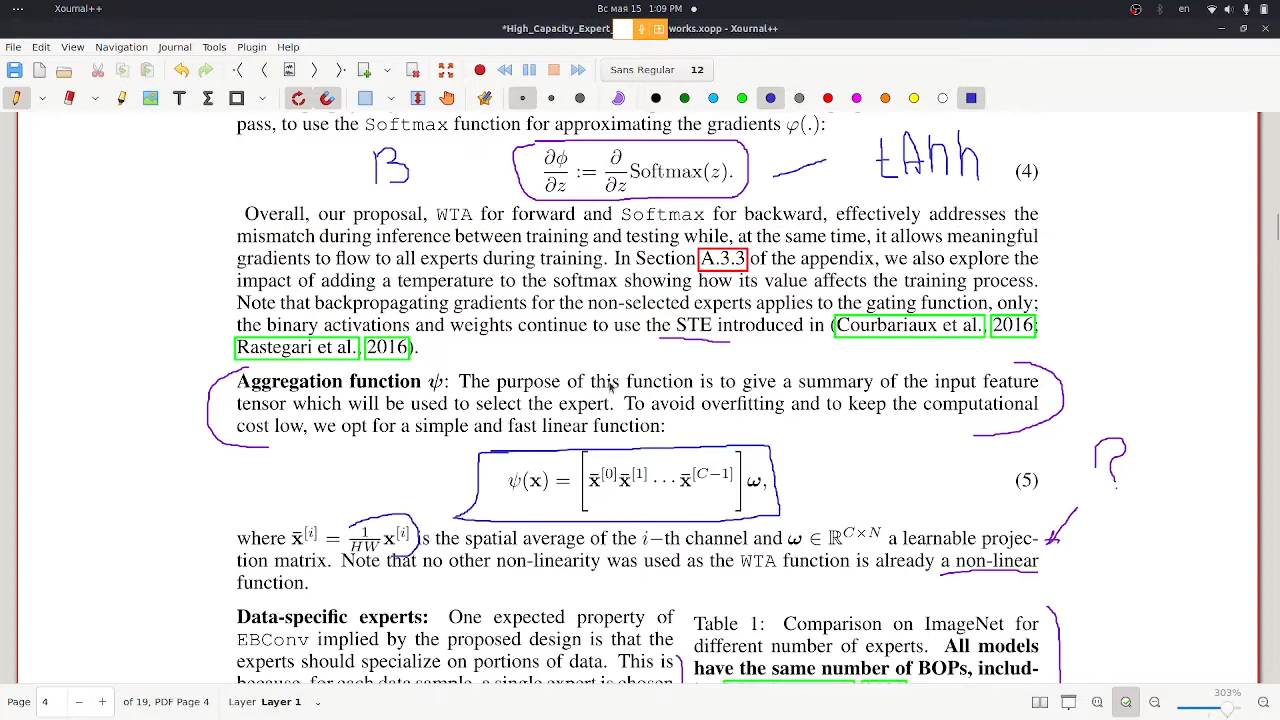 Xournal++
Вс мая 15 1:09 PM
en
*High_Capacity_Expert_ works.xopp - Xournal++
File Edit View Navigation Journal Tools Plugin Help
Sans Regular 12
pass, to use the Softmax function for approximating the gradients φ(.):
B ∂ϕ/∂z := ∂/∂z Softmax(z). — tAnh (4)
Overall, our proposal, WTA for forward and Softmax for backward, effectively addresses the
mismatch during inference between training and testing while, at the same time, it allows meaningful
gradients to flow to all experts during training. In Section A.3.3 of the appendix, we also explore the
impact of adding a temperature to the softmax showing how its value affects the training process.
Note that backpropagating gradients for the non-selected experts applies to the gating function, only;
the binary activations and weights continue to use the STE introduced in (Courbariaux et al., 2016;
Rastegari et al., 2016).
Aggregation function ψ: The purpose of this function is to give a summary of the input feature
tensor which will be used to select the expert. To avoid overfitting and to keep the computational
cost low, we opt for a simple and fast linear function:
?
ψ(x) = [x̄^[0] x̄^[1] ··· x̄^[C−1]] ω, (5)
where x̄^[i] = 1/HW x^[i] is the spatial average of the i−th channel and ω ∈ ℝ^C×N a learnable projec-
tion matrix. Note that no other non-linearity was used as the WTA function is already a non-linear
function.
Data-specific experts: One expected property of
EBConv implied by the proposed design is that the
experts should specialize on portions of data. This is
because, for each data sample, a single expert is chosen
Table 1: Comparison on ImageNet for
different number of experts. All models
have the same number of BOPs, includ-
Page 4 of 19, PDF Page 4 Layer Layer 1 303%